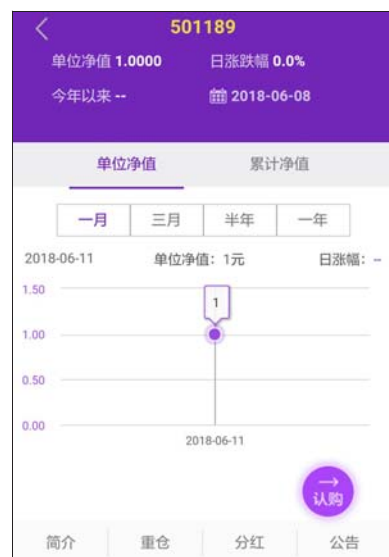 501189
单位净值 1.0000 日涨跌幅 0.0%
今年以来 -- 2018-06-08
单位净值 累计净值
一月 三月 半年 一年
2018-06-11 单位净值：1元 日涨幅：--
1.50
1
1.00
0.50
0.00
2018-06-11
认购
简介 重仓 分红 公告